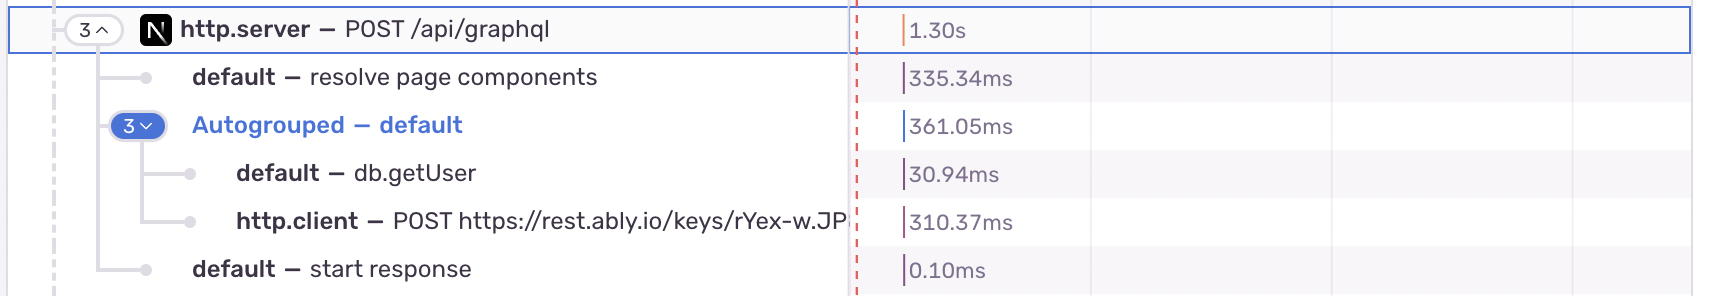 3 N http.server — POST /api/graphql 1.30s
default — resolve page components 335.34ms
3 Autogrouped — default 361.05ms
default — db.getUser 30.94ms
http.client — POST https://rest.ably.io/keys/rYex-w.JP 310.37ms
default — start response 0.10ms